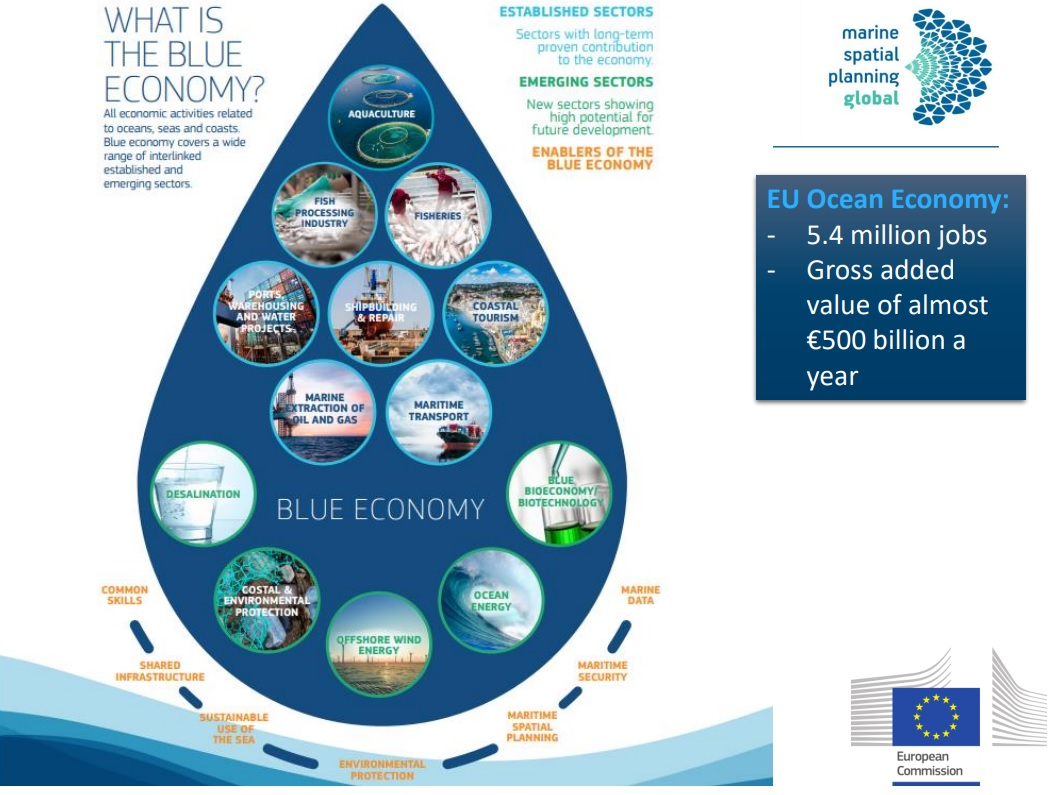 WHAT IS
THE BLUE
ECONOMY?
All economic activities related
to oceans, seas and coasts.
Blue economy covers a wide
range of interlinked
established and
emerging sectors.
ESTABLISHED SECTORS
Sectors with long-term
proven contribution
to the economy.
EMERGING SECTORS
New sectors showing
high potential for
future development.
ENABLERS OF THE
BLUE ECONOMY
marine
spatial
planning
global
EU Ocean Economy:
- 5.4 million jobs
- Gross added
value of almost
€500 billion a
year
AQUACULTURE
FISH
PROCESSING
INDUSTRY
FISHERIES
PORTS,
WAREHOUSING
AND WATER
PROJECTS
SHIPBUILDING
& REPAIR
COASTAL
TOURISM
MARINE
EXTRACTION OF
OIL AND GAS
MARITIME
TRANSPORT
DESALINATION
BLUE ECONOMY
BLUE
BIOECONOMY/
BIOTECHNOLOGY
COSTAL &
ENVIRONMENTAL
PROTECTION
OCEAN
ENERGY
OFFSHORE WIND
ENERGY
COMMON
SKILLS
SHARED
INFRASTRUCTURE
SUSTAINABLE
USE OF
THE SEA
ENVIRONMENTAL
PROTECTION
MARITIME
SPATIAL
PLANNING
MARITIME
SECURITY
MARINE
DATA
European
Commission